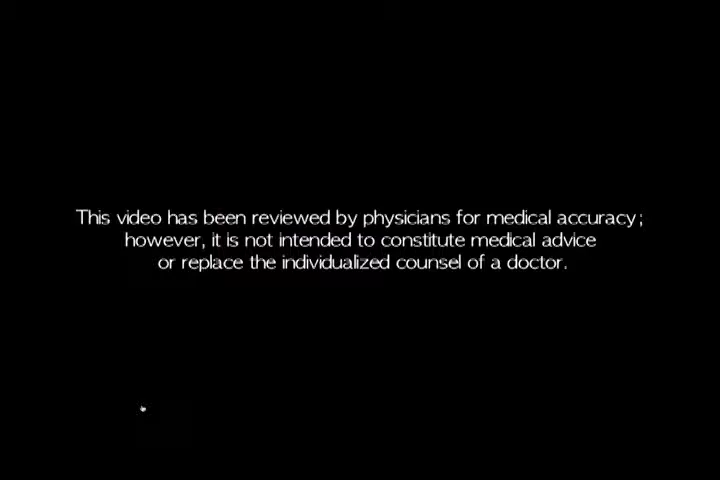 This video has been reviewed by physicians for medical accuracy;
however, it is not intended to constitute medical advice
or replace the individualized counsel of a doctor.